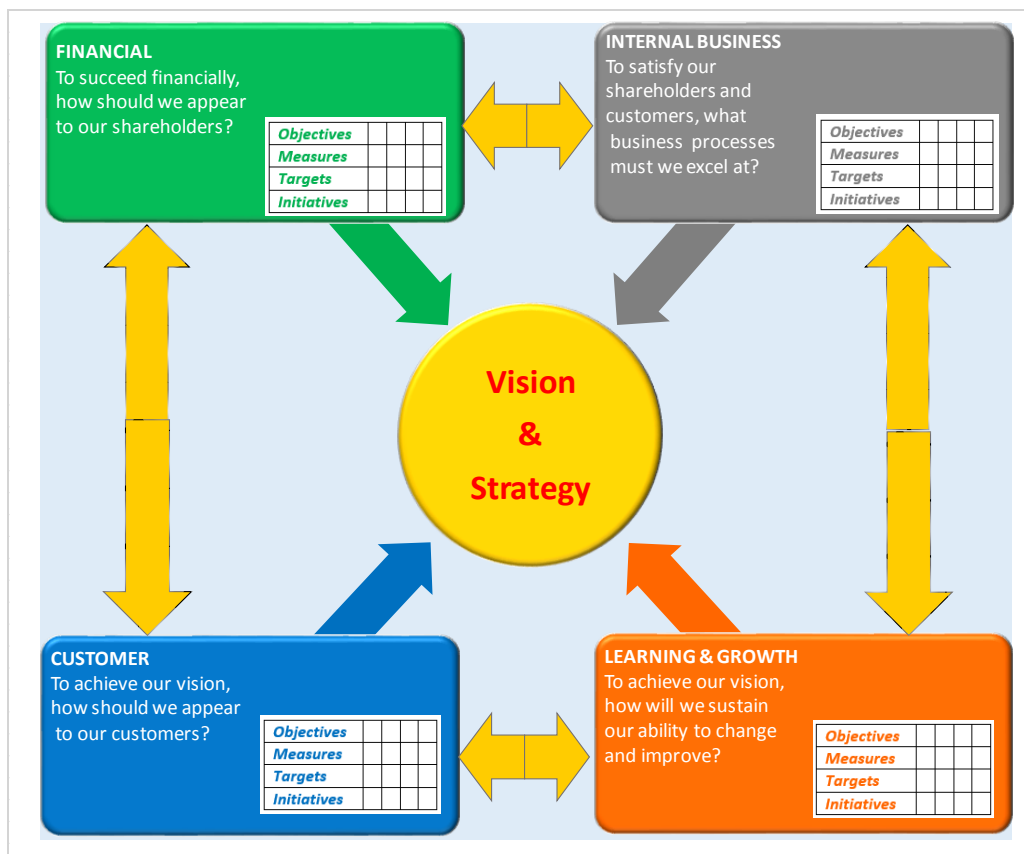 FINANCIAL
To succeed financially,
how should we appear
to our shareholders?
Objectives
Measures
Targets
Initiatives
INTERNAL BUSINESS
To satisfy our
shareholders and
customers, what
business processes
must we excel at?
Objectives
Measures
Targets
Initiatives
Vision
&
Strategy
CUSTOMER
To achieve our vision,
how should we appear
to our customers?
Objectives
Measures
Targets
Initiatives
LEARNING & GROWTH
To achieve our vision,
how will we sustain
our ability to change
and improve?
Objectives
Measures
Targets
Initiatives